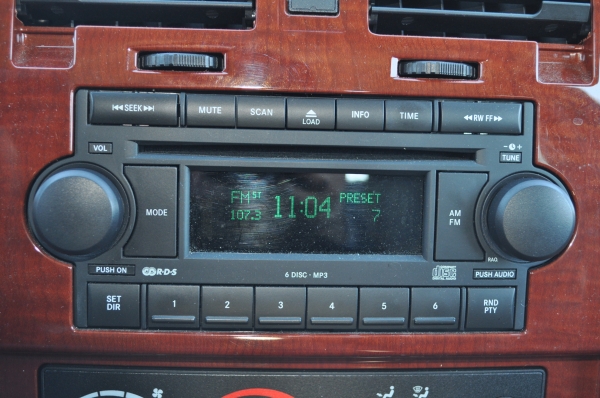 SEEK
MUTE
SCAN
LOAD
INFO
TIME
RW FF
VOL
TUNE
MODE
FM ST
107.3
11:04
PRESET
7
AM
FM
RAQ
PUSH ON
R·D·S
6 DISC · MP3
disc
PUSH AUDIO
SET
DIR
1
2
3
4
5
6
RND
PTY